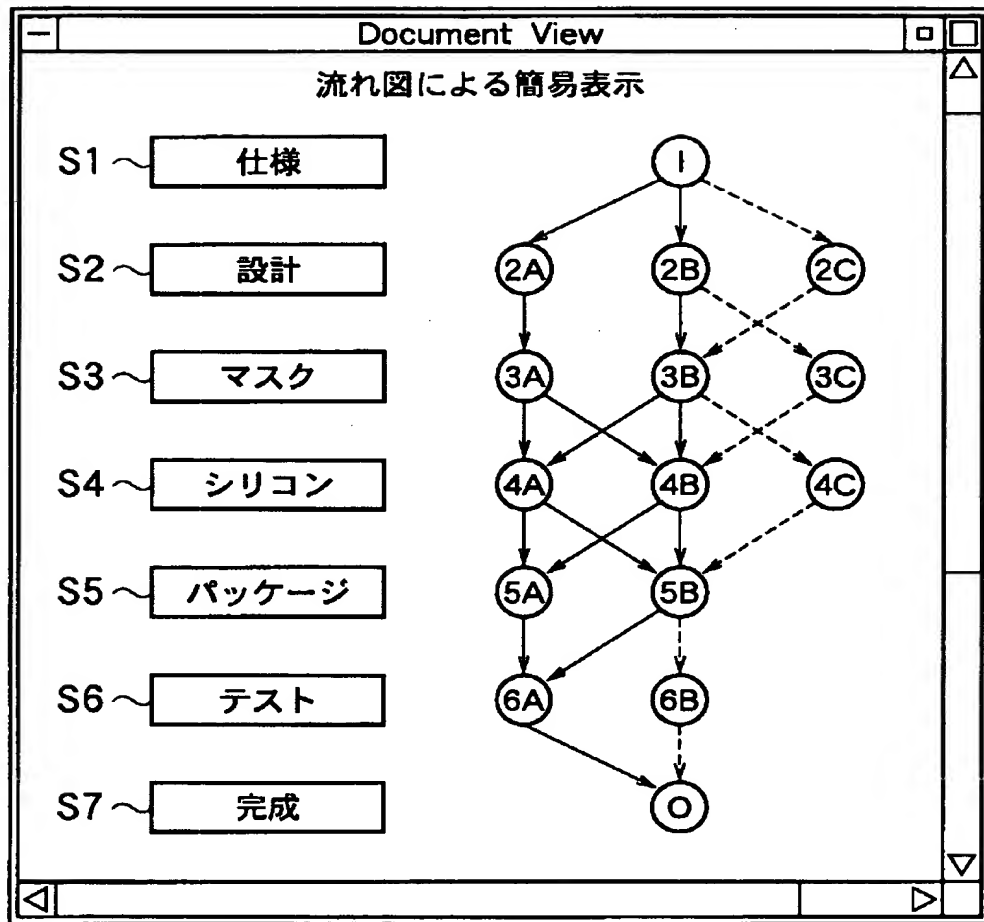 Document View
流れ図による簡易表示
S1 仕様 I
S2 設計 2A 2B 2C
S3 マスク 3A 3B 3C
S4 シリコン 4A 4B 4C
S5 パッケージ 5A 5B
S6 テスト 6A 6B
S7 完成 O